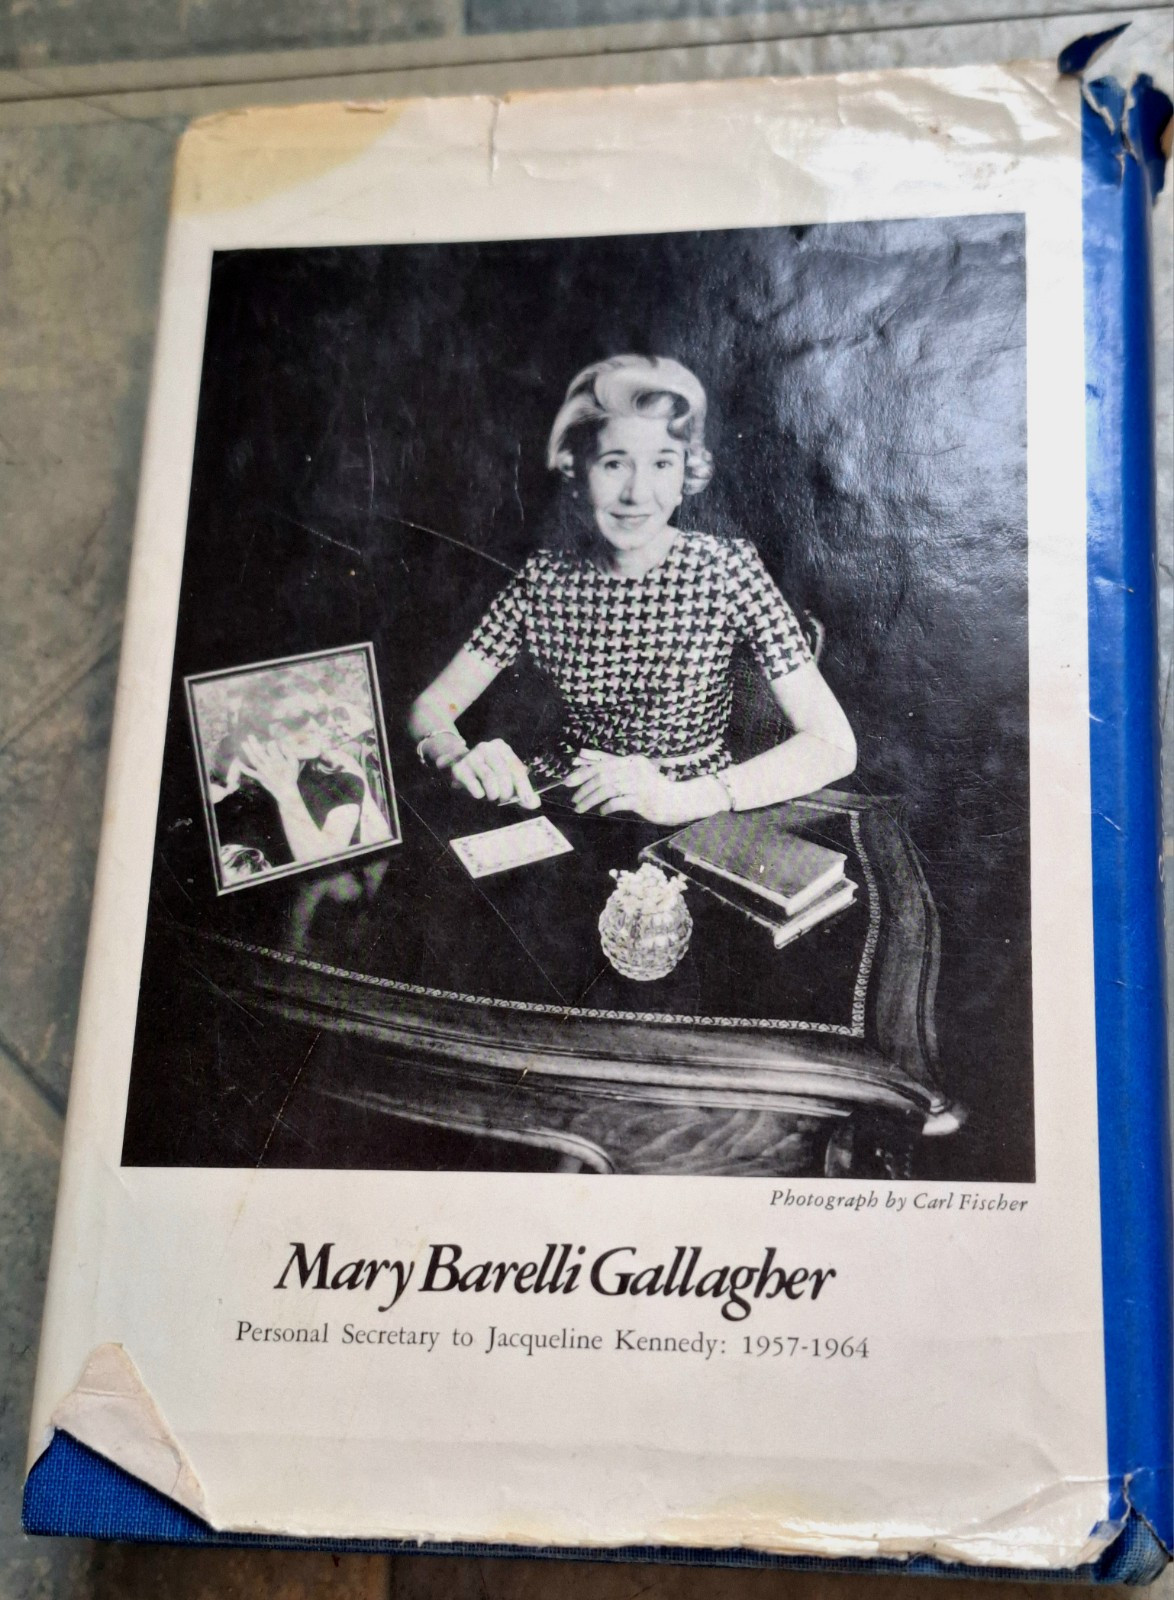 Photograph by Carl Fischer
Mary Barelli Gallagher
Personal Secretary to Jacqueline Kennedy: 1957-1964